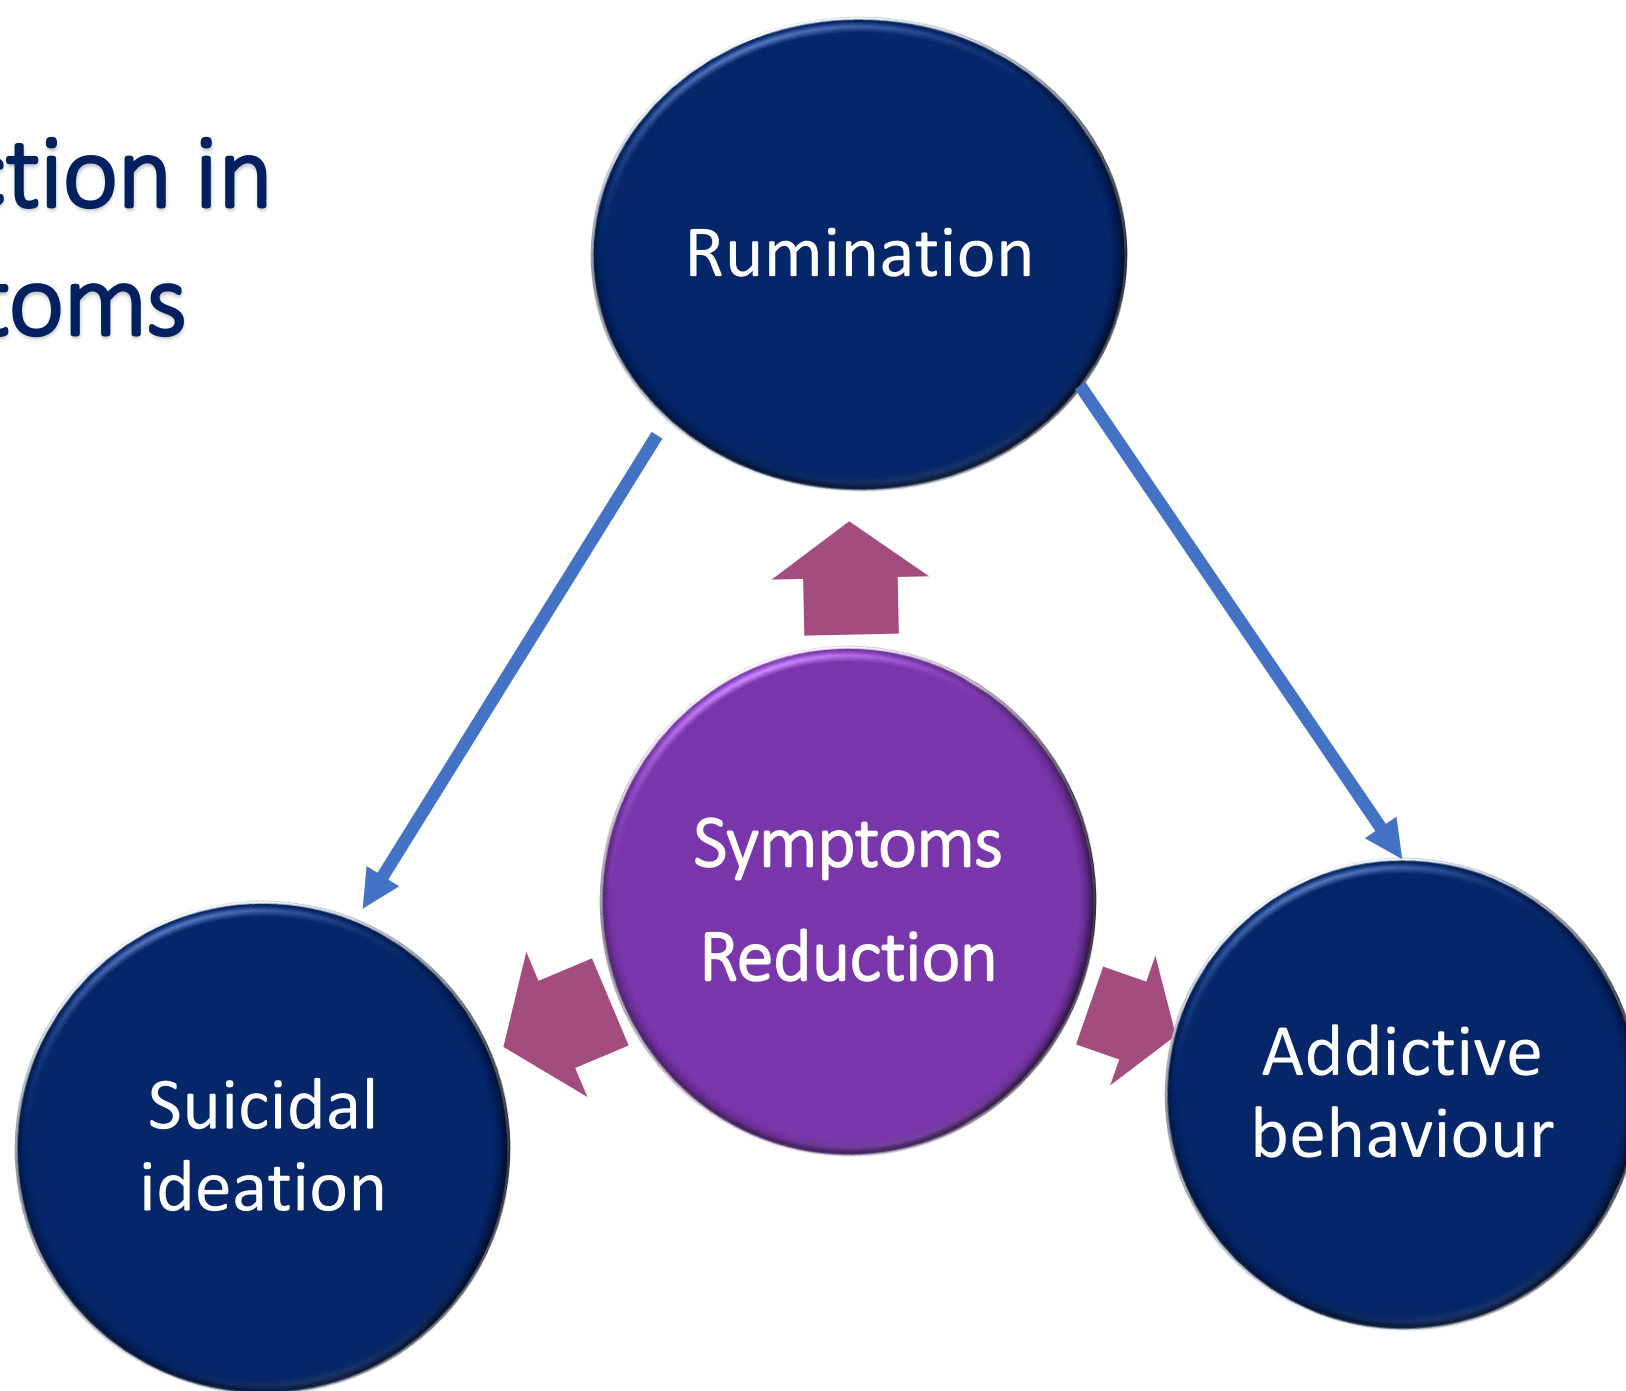 ction in
toms
Rumination
Symptoms
Reduction
Suicidal
ideation
Addictive
behaviour